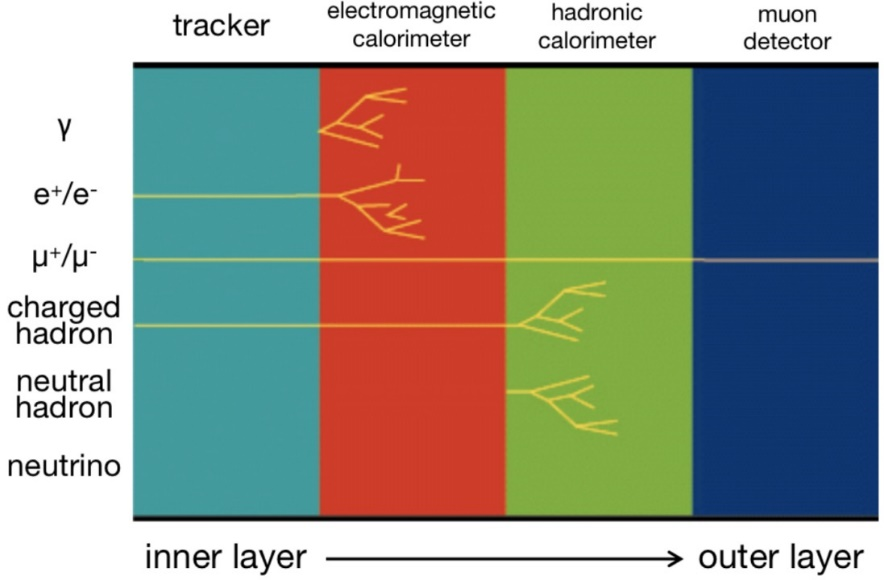 tracker
electromagnetic
calorimeter
hadronic
calorimeter
muon
detector
γ
e⁺/e⁻
μ⁺/μ⁻
charged
hadron
neutral
hadron
neutrino
inner layer
outer layer